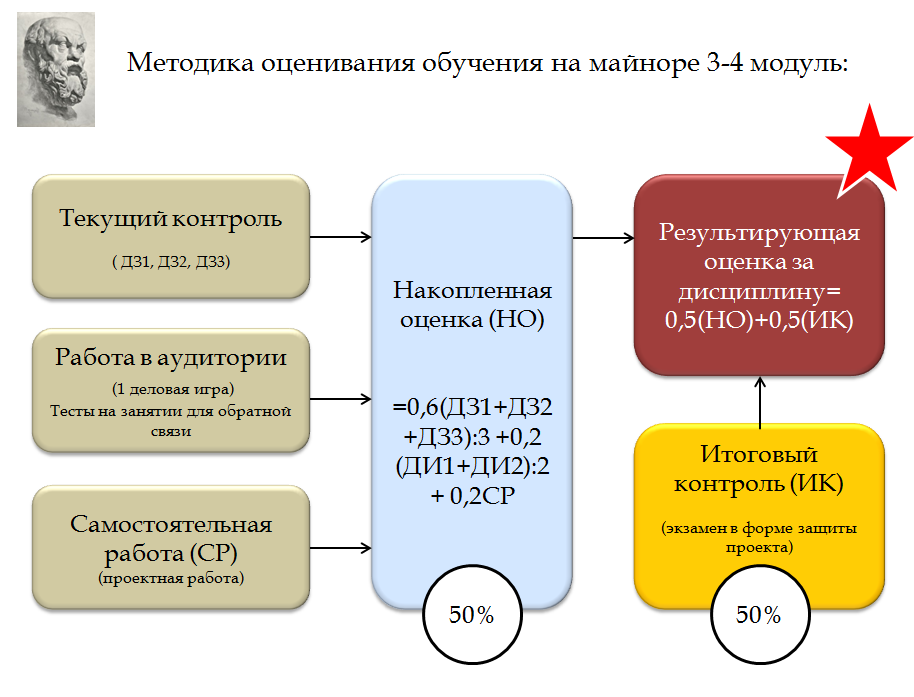 Методика оценивания обучения на майноре 3-4 модуль:
Текущий контроль
( ДЗ1, ДЗ2, ДЗ3)
Работа в аудитории
(1 деловая игра)
Тесты на занятии для обратной
связи
Самостоятельная
работа (СР)
(проектная работа)
Накопленная
оценка (НО)
=0,6(ДЗ1+ДЗ2
+ДЗ3):3 +0,2
(ДИ1+ДИ2):2
+ 0,2СР
50%
Результирующая
оценка за
дисциплину=
0,5(НО)+0,5(ИК)
Итоговый
контроль (ИК)
(экзамен в форме защиты
проекта)
50%